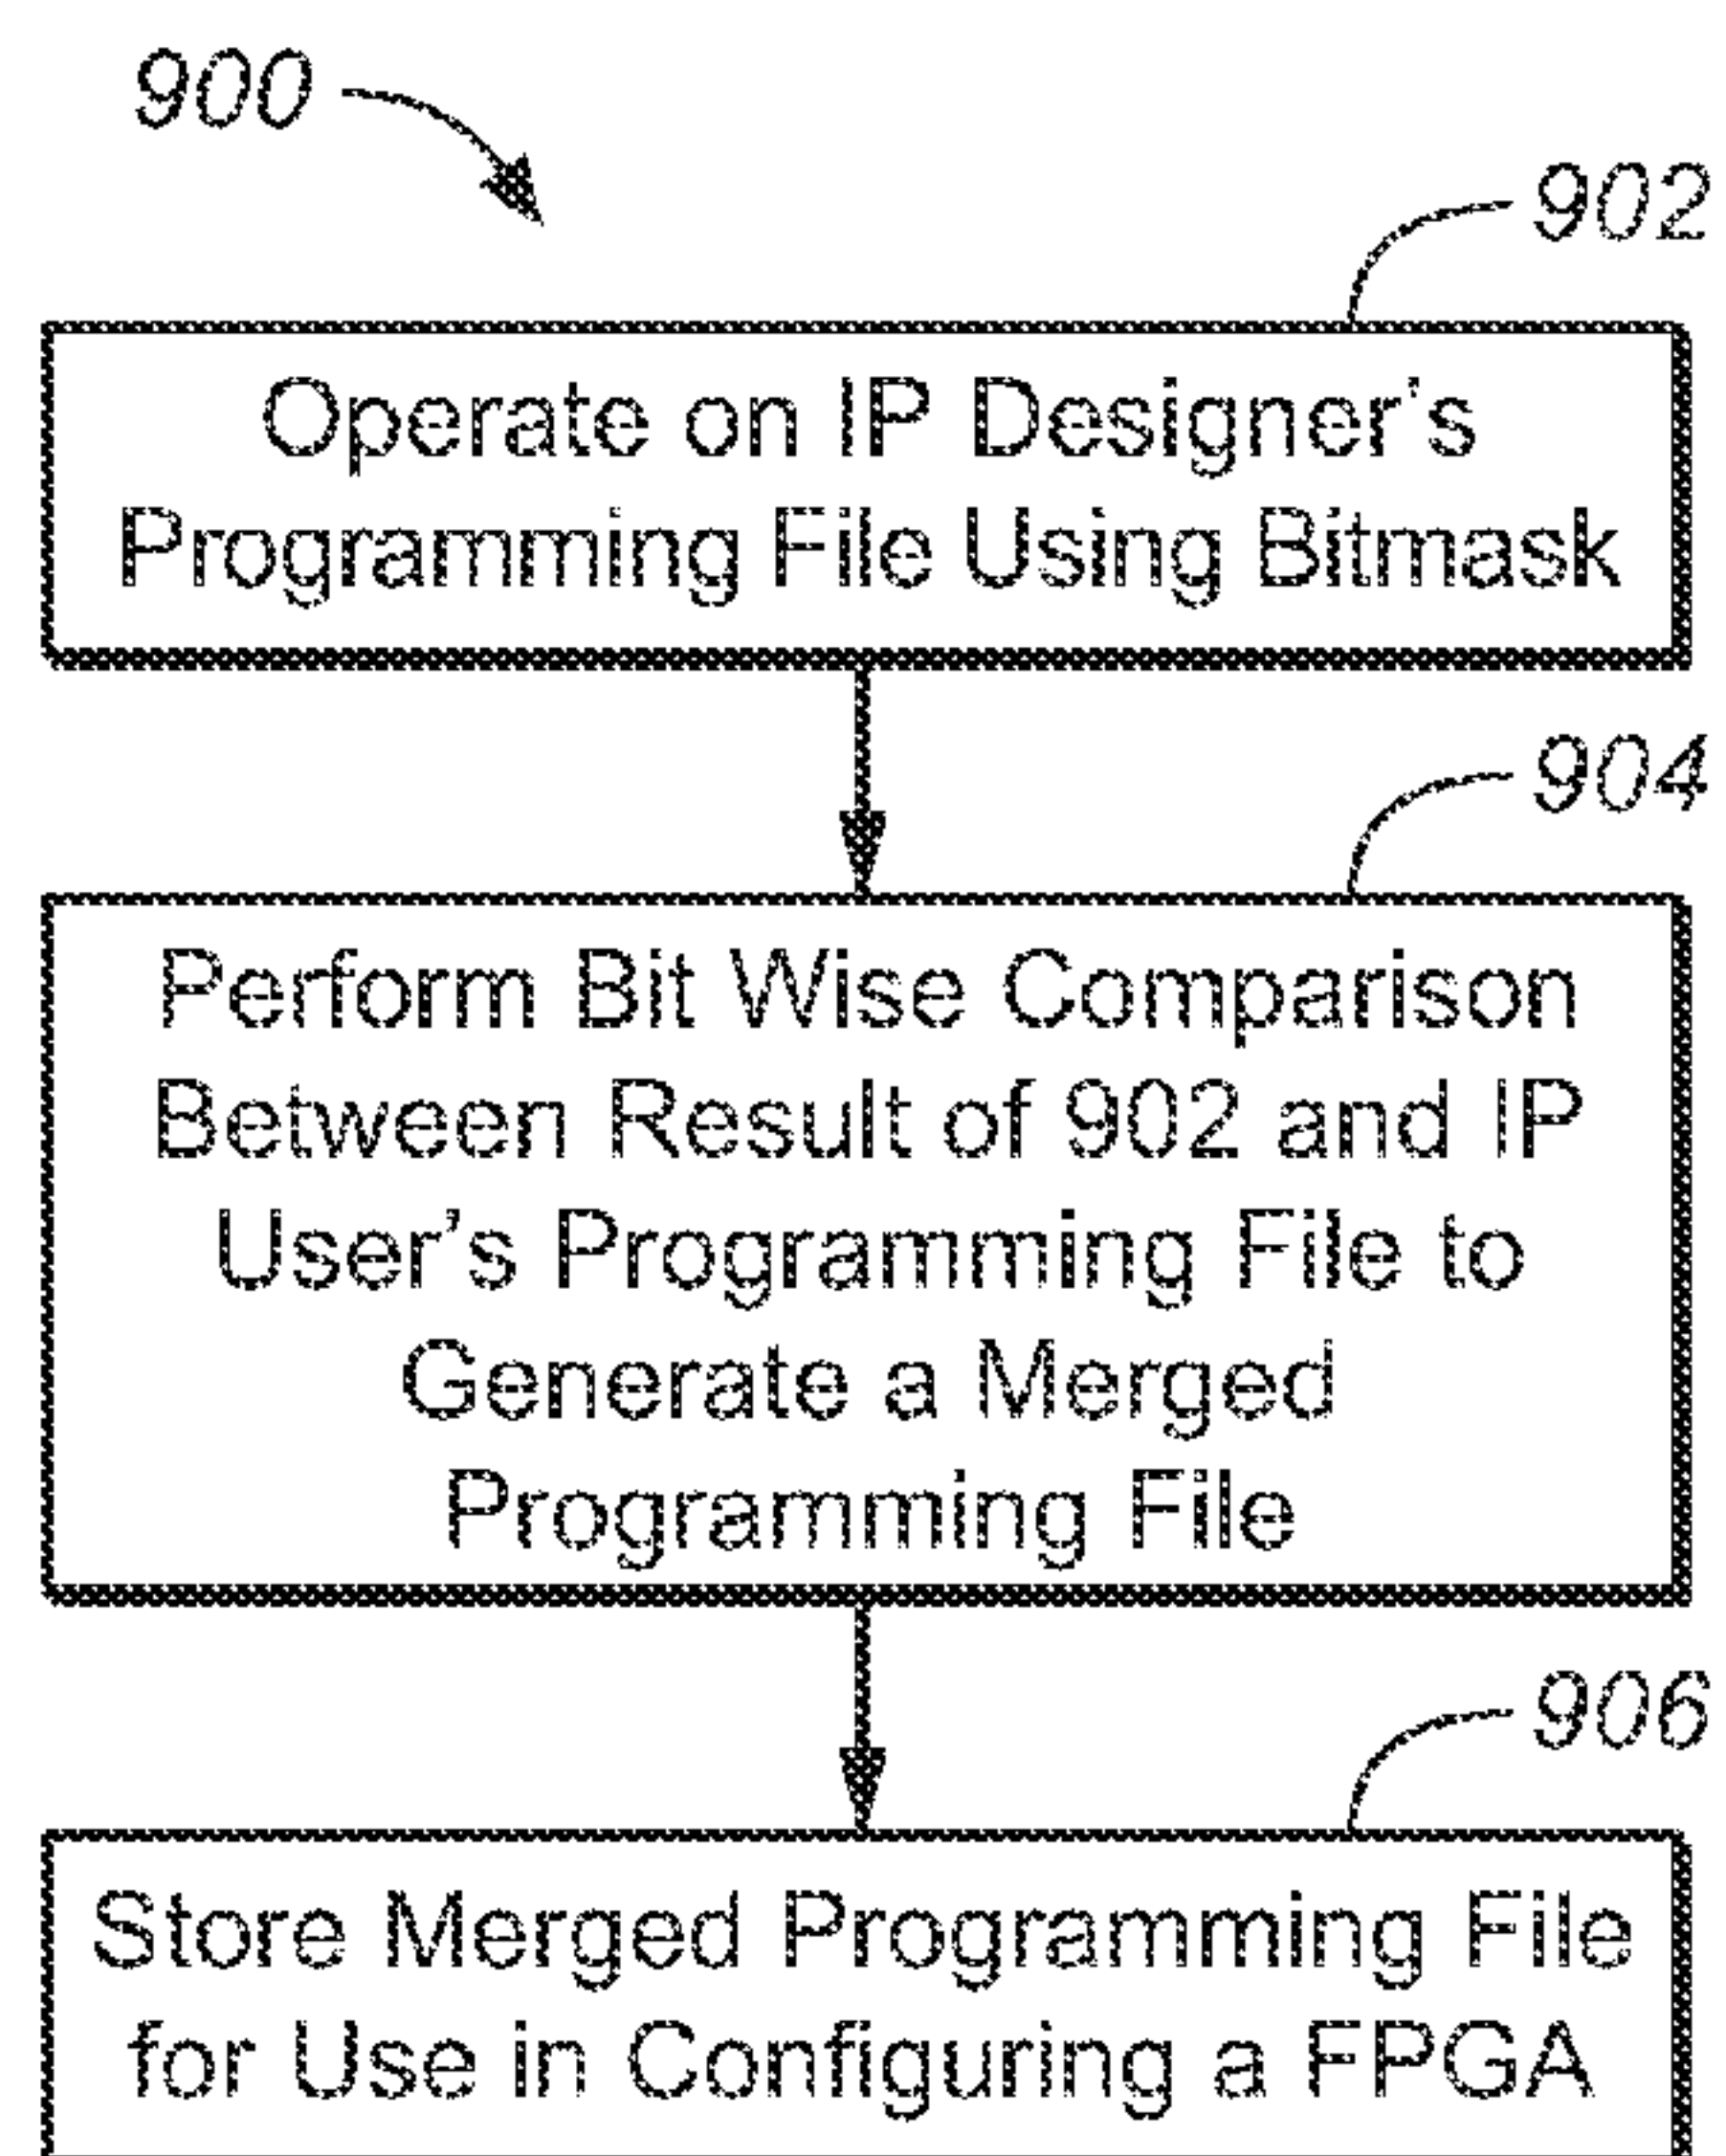 900
902
Operate on IP Designer's
Programming File Using Bitmask
904
Perform Bit Wise Comparison
Between Result of 902 and IP
User's Programming File to
Generate a Merged
Programming File
906
Store Merged Programming File
for Use in Configuring a FPGA